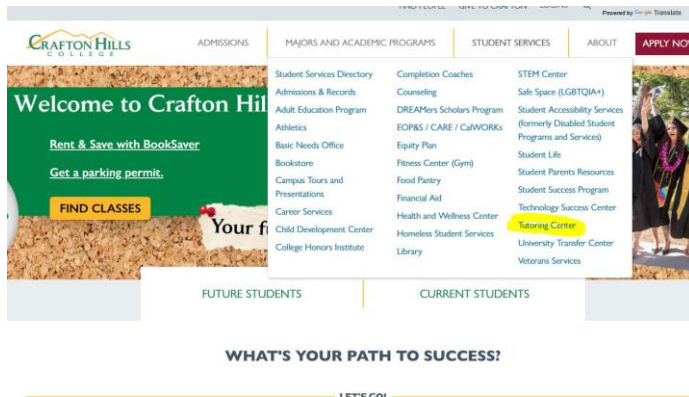 FIND PEOPLE GIVE TO CRAFTON LOGINS
Powered by Google Translate
CRAFTON HILLS
COLLEGE
ADMISSIONS
MAJORS AND ACADEMIC PROGRAMS
STUDENT SERVICES
ABOUT
APPLY NOW
Welcome to Crafton Hil
Rent & Save with BookSaver
Get a parking permit.
FIND CLASSES
Your f
Student Services Directory
Admissions & Records
Adult Education Program
Athletics
Basic Needs Office
Bookstore
Campus Tours and
Presentations
Career Services
Child Development Center
College Honors Institute
Completion Coaches
Counseling
DREAMers Scholars Program
EOP&S / CARE / CalWORKs
Equity Plan
Fitness Center (Gym)
Food Pantry
Financial Aid
Health and Wellness Center
Homeless Student Services
Library
STEM Center
Safe Space (LGBTQIA+)
Student Accessibility Services
(formerly Disabled Student
Programs and Services)
Student Life
Student Parents Resources
Student Success Program
Technology Success Center
Tutoring Center
University Transfer Center
Veterans Services
FUTURE STUDENTS
CURRENT STUDENTS
WHAT'S YOUR PATH TO SUCCESS?
LET'S GO!